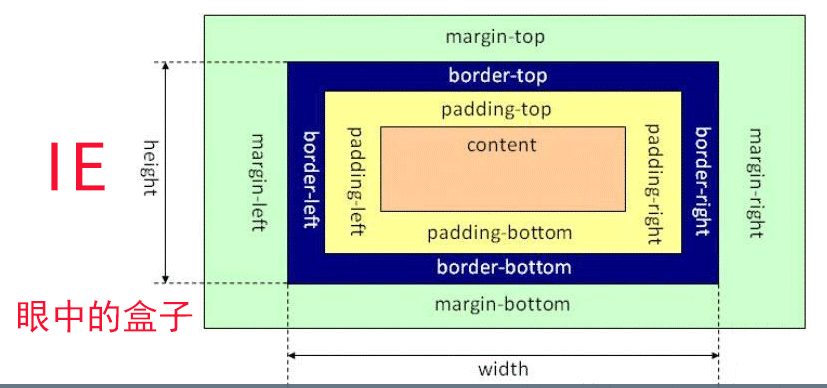 margin-top
border-top
padding-top
content
IE
height
margin-left
border-left
padding-left
padding-right
border-right
margin-right
padding-bottom
border-bottom
margin-bottom
眼中的盒子
width